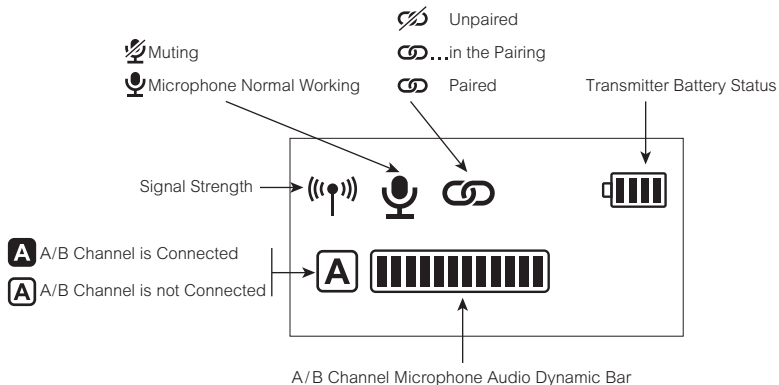 Unpaired
Muting
...in the Pairing
Microphone Normal Working
Paired
Transmitter Battery Status
Signal Strength
A A/B Channel is Connected
A
A A/B Channel is not Connected
A/B Channel Microphone Audio Dynamic Bar